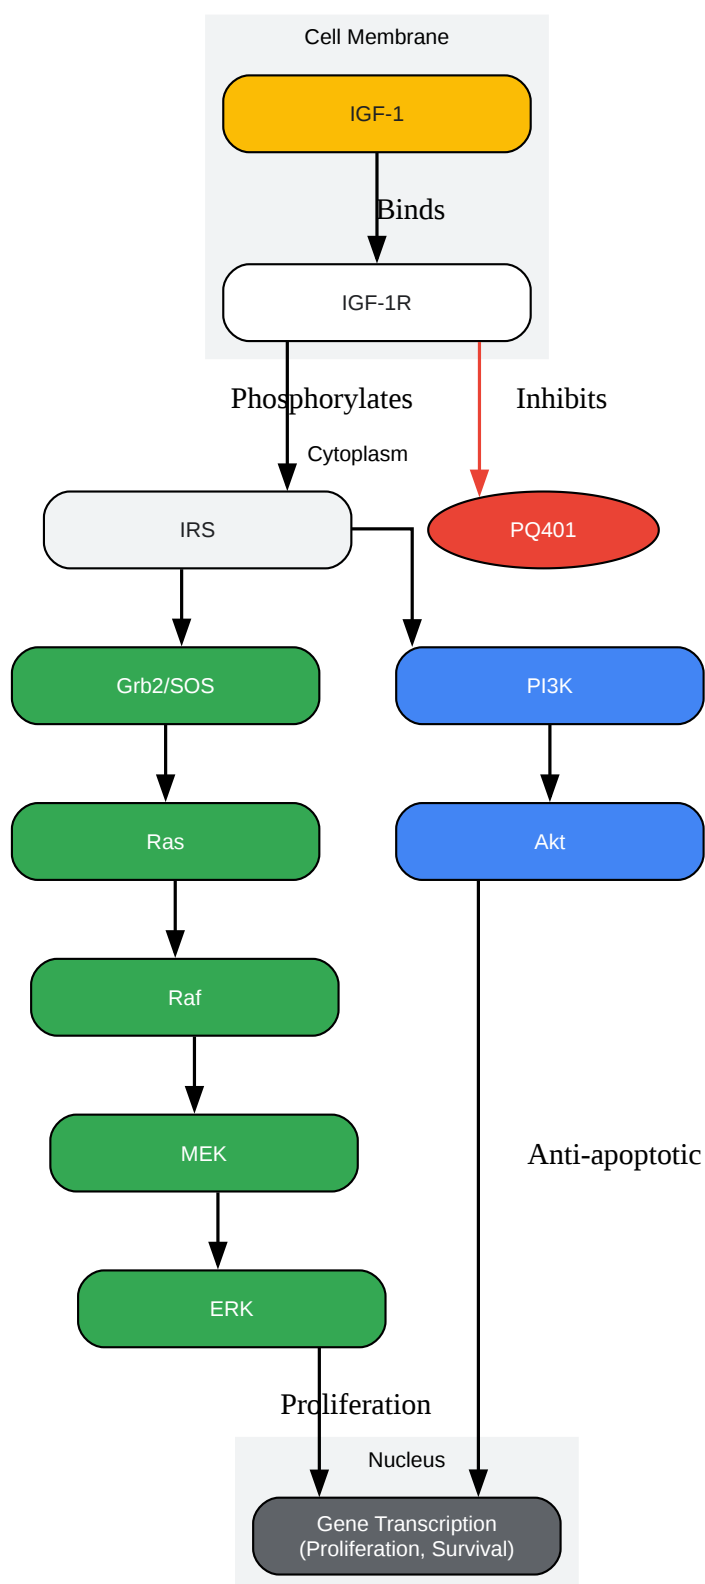 Cell Membrane
IGF-1
Binds
IGF-1R
Phosphorylates
Inhibits
Cytoplasm
IRS
PQ401
Grb2/SOS
PI3K
Ras
Akt
Raf
MEK
Anti-apoptotic
ERK
Proliferation
Nucleus
Gene Transcription
(Proliferation, Survival)